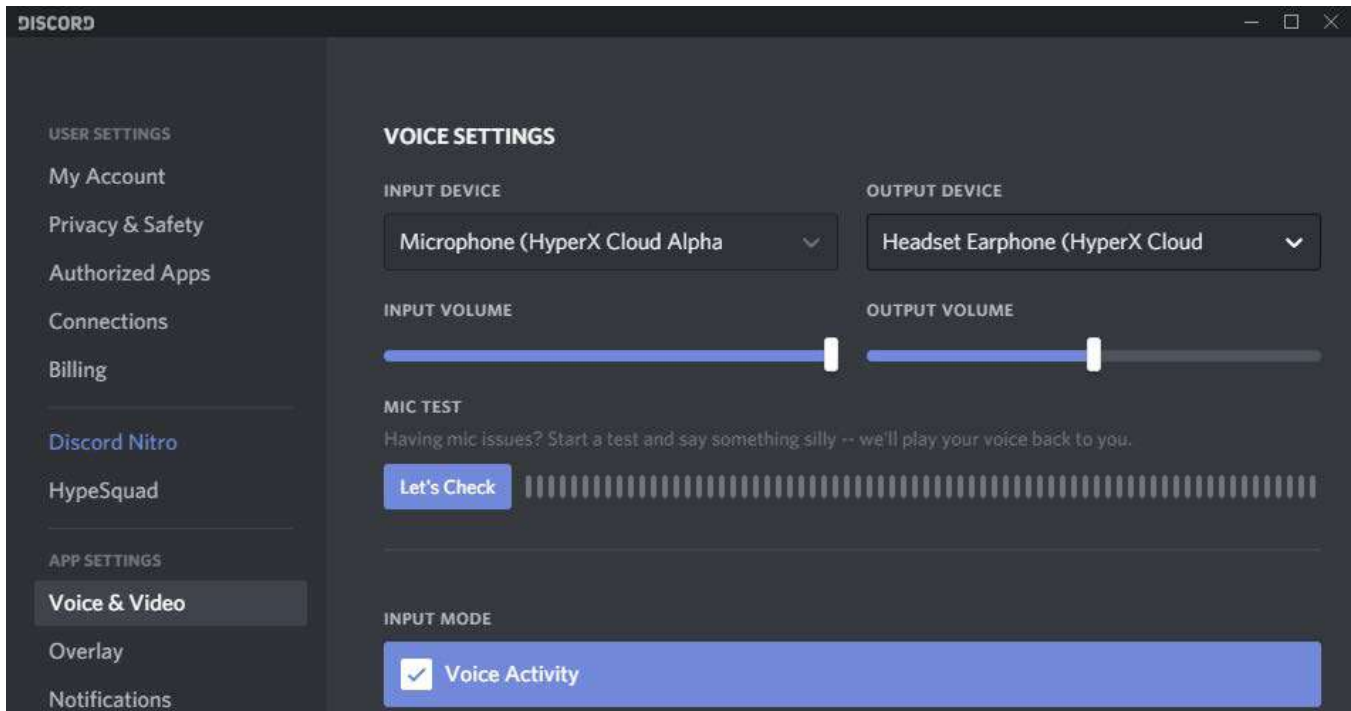 DISCORD
USER SETTINGS
My Account
Privacy & Safety
Authorized Apps
Connections
Billing
Discord Nitro
HypeSquad
APP SETTINGS
Voice & Video
Overlay
Notifications
VOICE SETTINGS
INPUT DEVICE
Microphone (HyperX Cloud Alpha
OUTPUT DEVICE
Headset Earphone (HyperX Cloud
INPUT VOLUME
OUTPUT VOLUME
MIC TEST
Having mic issues? Start a test and say something silly -- we'll play your voice back to you.
Let's Check
INPUT MODE
Voice Activity